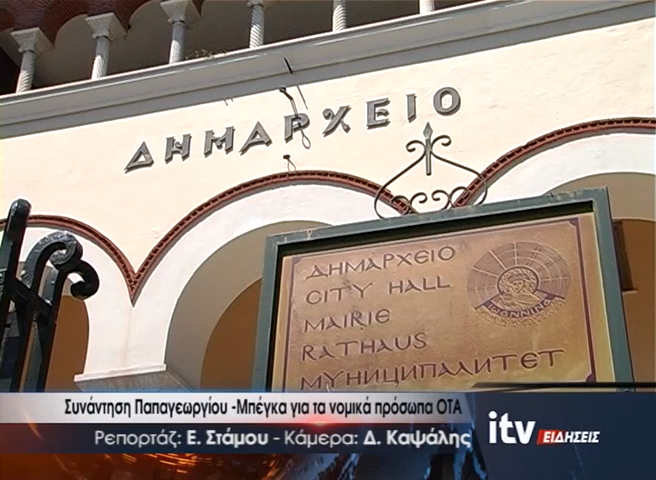 ΔΗΜΑΡΧΕΙΟ
ΔΗΜΑΡΧΕΙΟ
CITY HALL
MAIRIE
RATHAUS
МУНИЦИПАЛИТЕТ
ΙΩΑΝΝΙΝΑ
Συνάντηση Παπαγεωργίου -Μπέγκα για τα νομικά πρόσωπα ΟΤΑ
Ρεπορτάζ: Ε. Στάμου - Κάμερα: Δ. Καψάλης
itv ΕΙΔΗΣΕΙΣ